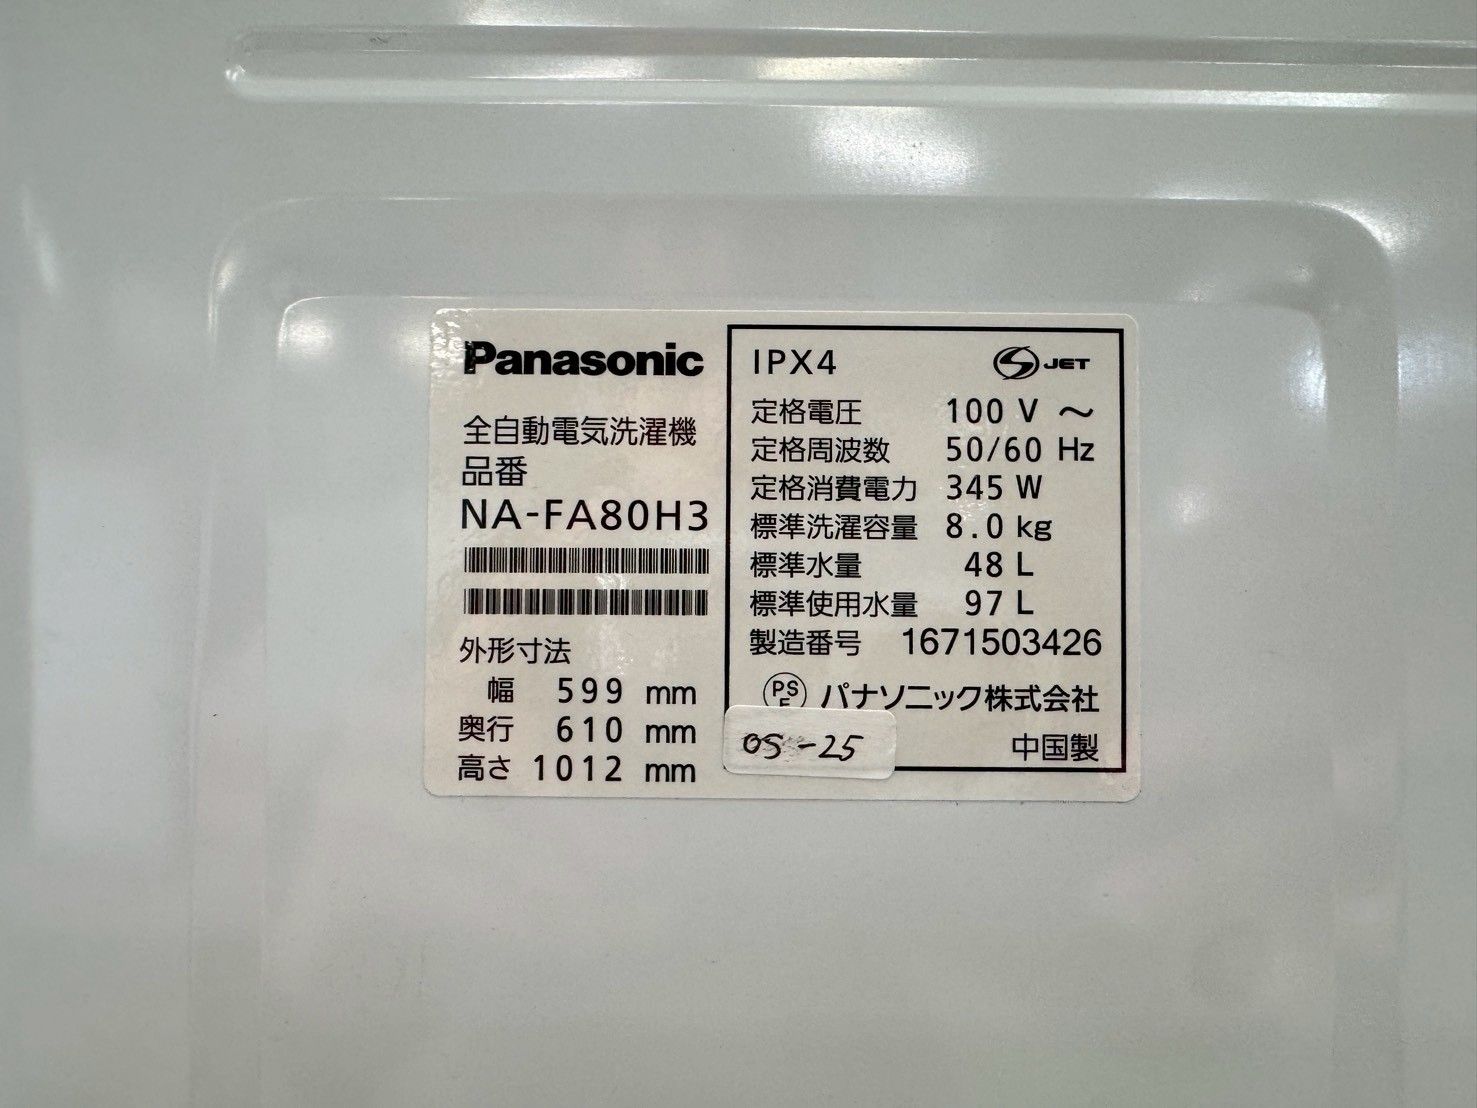 Panasonic
全自動電気洗濯機
品番
NA-FA80H3
外形寸法
幅 599 mm
奥行 610 mm
高さ 1012 mm
IPX4
S JET
定格電圧 100 V ～
定格周波数 50/60 Hz
定格消費電力 345 W
標準洗濯容量 8.0 kg
標準水量 48 L
標準使用水量 97 L
製造番号 1671503426
PS
E パナソニック株式会社
中国製
OS-25